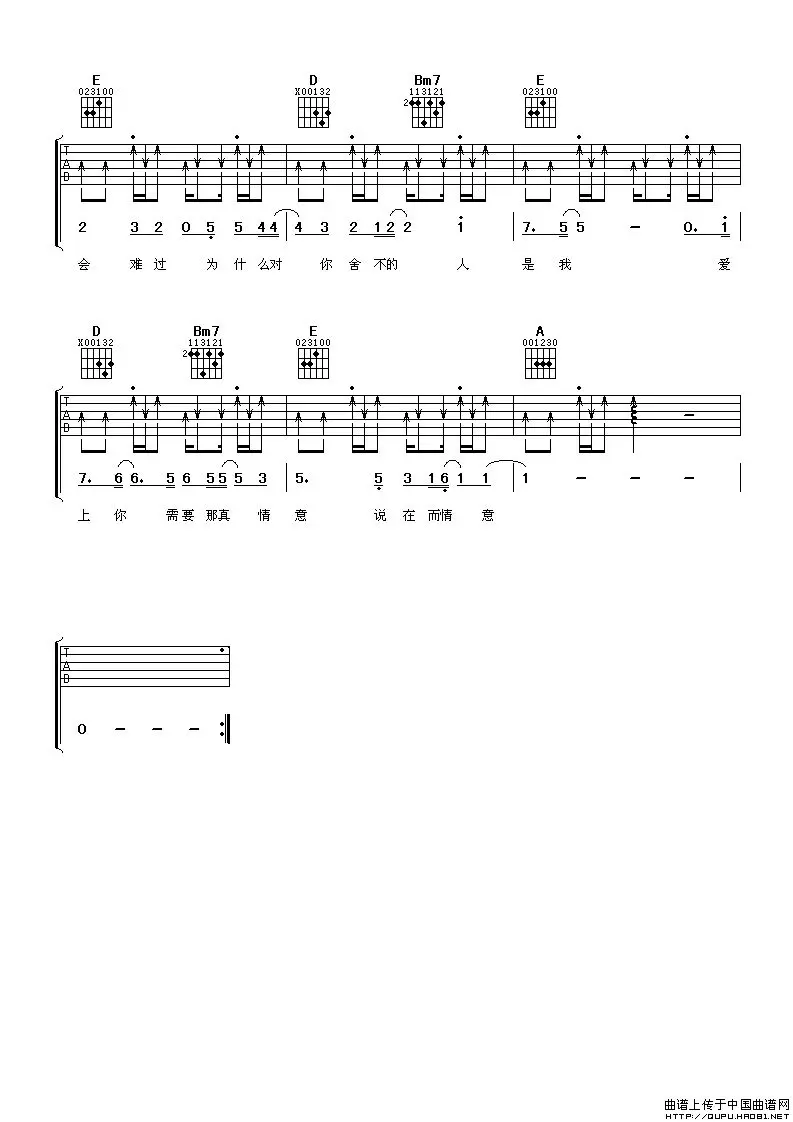 E D Bm7 E
023100 X00132 113121 023100
2
T
A
B
2 3 2 0 5 5 4 4 4 3 2 1 2 2 1 7. 5 5 - 0. 1
会 难 过 为 什 么 对 你 舍 不 的 人 是 我 爱
D Bm7 E A
X00132 113121 023100 001230
2
T
A
B
-
7. 6 6. 5 6 5 5 5 3 5. 5 3 1 6 1 1 1 - - -
上 你 需 要 那 真 情 意 说 在 而 情 意
T
A
B
0 - - -
曲谱上传于中国曲谱网
HTTP://QUPU.HAO81.NET